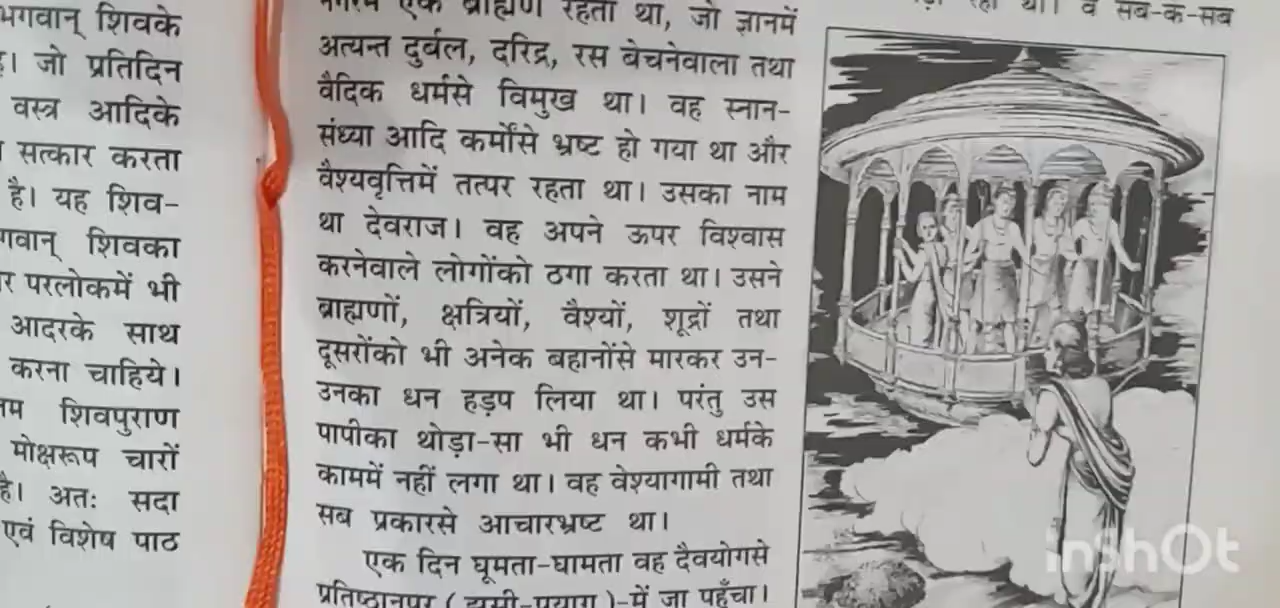 भगवान् शिवके
जो प्रतिदिन
वस्त्र आदिके
सत्कार करता
है। यह शिव-
गवान् शिवका
र परलोकमें भी
आदरके साथ
करना चाहिये।
शिवपुराण
मोक्षरूप चारों
है। अतः सदा
एवं विशेष पाठ
एक ब्राह्मण रहता था, जो ज्ञानमें
अत्यन्त दुर्बल, दरिद्र, रस बेचनेवाला तथा
वैदिक धर्मसे विमुख था। वह स्नान-
संध्या आदि कर्मोंसे भ्रष्ट हो गया था और
वैश्यवृत्तिमें तत्पर रहता था। उसका नाम
था देवराज। वह अपने ऊपर विश्वास
करनेवाले लोगोंको ठगा करता था। उसने
ब्राह्मणों, क्षत्रियों, वैश्यों, शूद्रों तथा
दूसरोंको भी अनेक बहानोंसे मारकर उन-
उनका धन हड़प लिया था। परंतु उस
पापीका थोड़ा-सा भी धन कभी धर्मके
काममें नहीं लगा था। वह वेश्यागामी तथा
सब प्रकारसे आचारभ्रष्ट था।
एक दिन घूमता-घामता वह दैवयोगसे
प्रतिष्ठानपुर (झूसी-प्रयाग)-में जा पहुँचा।
था। वे सब-के-सब
inshOt